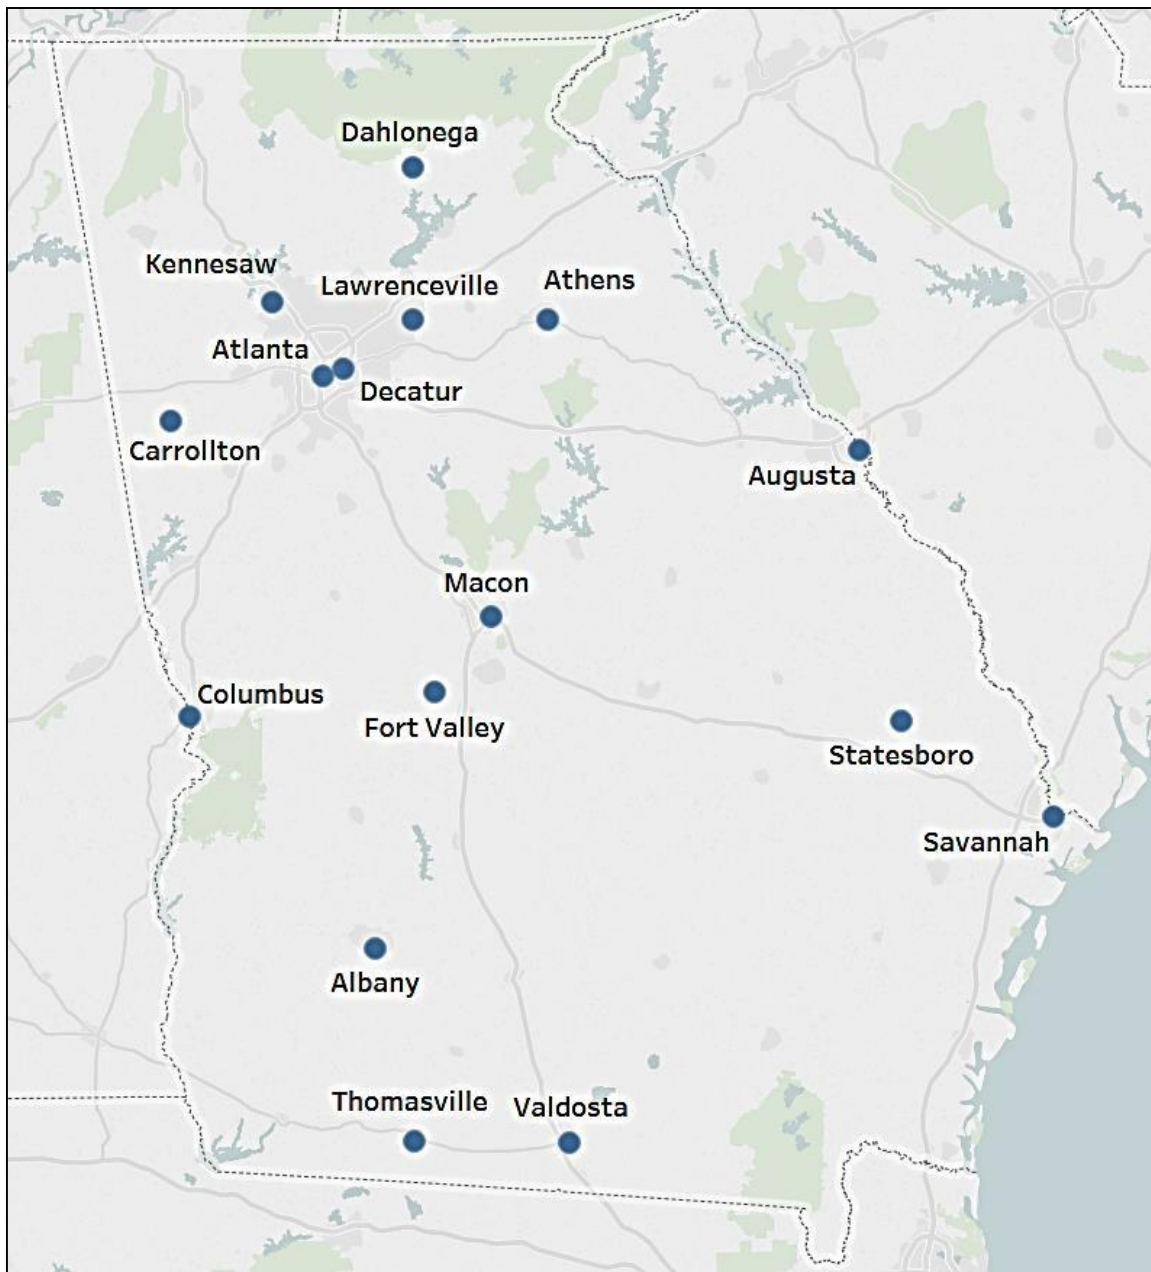 Dahlonega
Kennesaw
Lawrenceville
Athens
Atlanta
Decatur
Carrollton
Augusta
Macon
Columbus
Fort Valley
Statesboro
Savannah
Albany
Thomasville
Valdosta